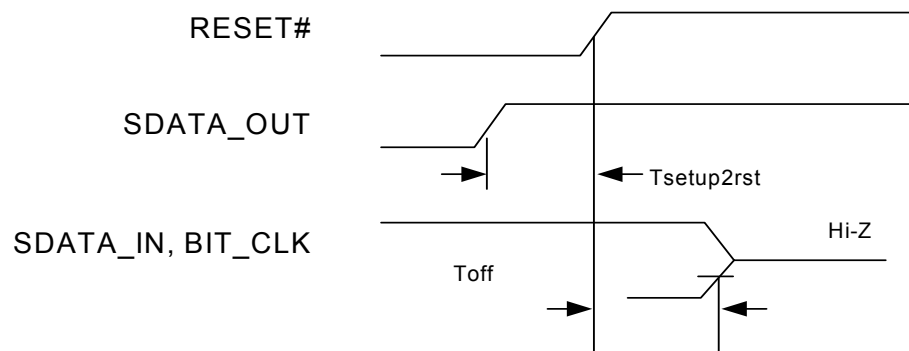 RESET#
SDATA_OUT
Tsetup2rst
SDATA_IN, BIT_CLK
Hi-Z
Toff